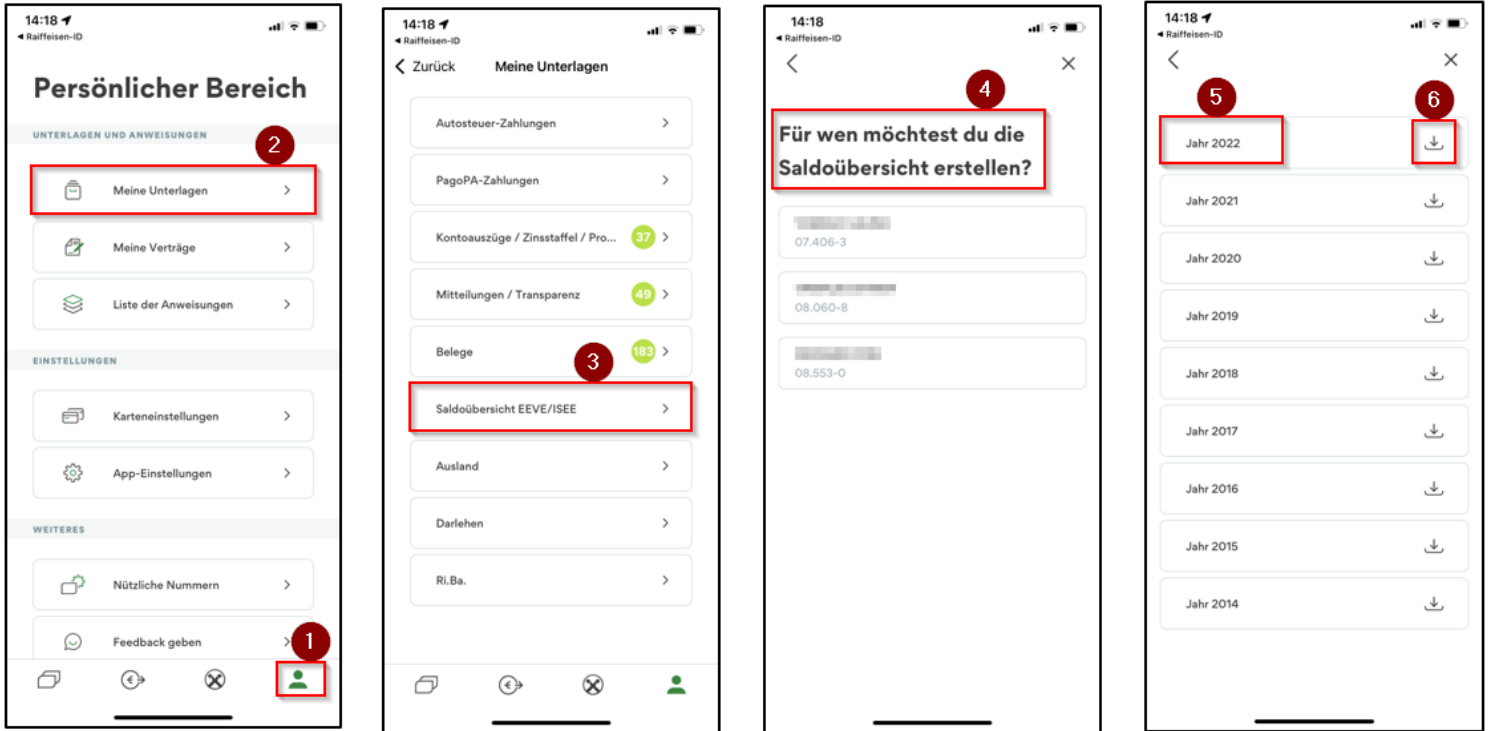 14:18
◀ Raiffeisen-ID
Persönlicher Bereich
UNTERLAGEN UND ANWEISUNGEN
2
Meine Unterlagen
Meine Verträge
Liste der Anweisungen
EINSTELLUNGEN
Karteneinstellungen
App-Einstellungen
WEITERES
Nützliche Nummern
Feedback geben
1
14:18
◀ Raiffeisen-ID
Zurück Meine Unterlagen
Autosteuer-Zahlungen
PagoPA-Zahlungen
Kontoauszüge / Zinsstaffel / Pro... 37
Mitteilungen / Transparenz 49
Belege 183
3
Saldoübersicht EEVE/ISEE
Ausland
Darlehen
Ri.Ba.
14:18
◀ Raiffeisen-ID
4
Für wen möchtest du die
Saldoübersicht erstellen?
07.406-3
08.060-8
08.553-0
14:18
◀ Raiffeisen-ID
5 6
Jahr 2022
Jahr 2021
Jahr 2020
Jahr 2019
Jahr 2018
Jahr 2017
Jahr 2016
Jahr 2015
Jahr 2014